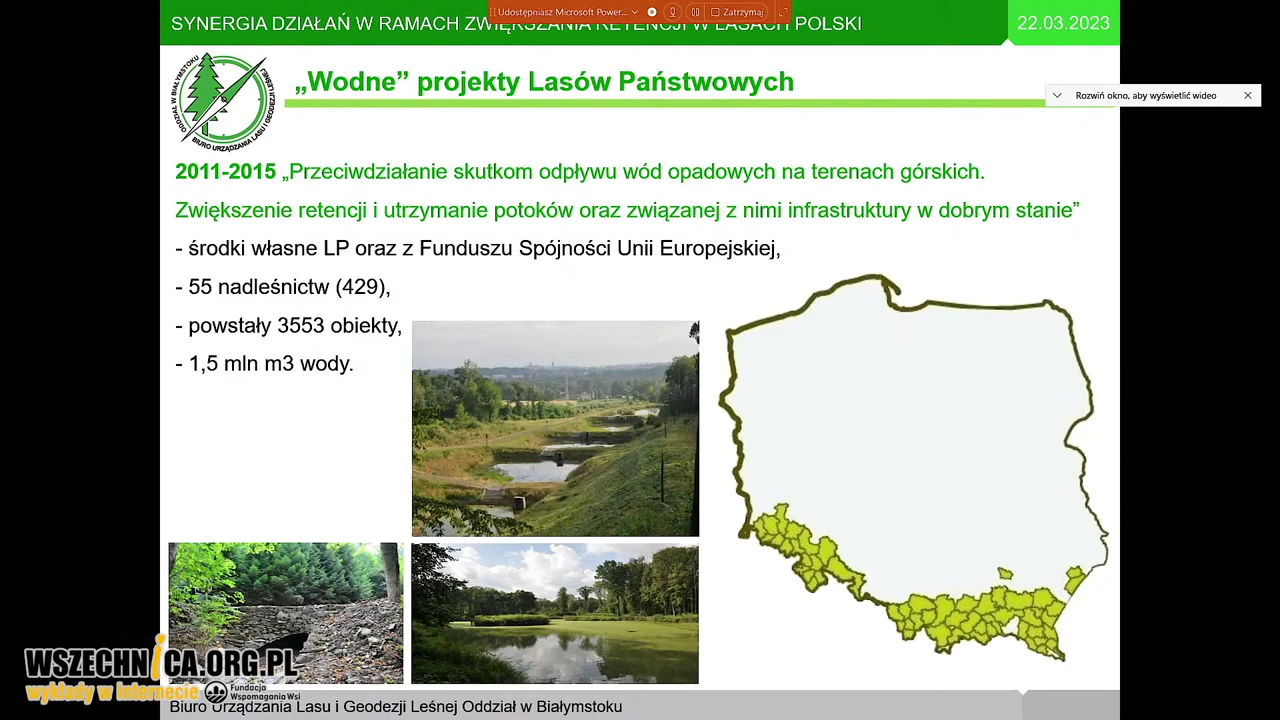 SYNERGIA DZIAŁAŃ W RAMACH ZWIĘKSZANIA RETENCJI W LASACH POLSKI
Udostępniasz Microsoft Power...
Zatrzymaj
22.03.2023
ODDZIAŁ W BIAŁYMSTOKU
BIURO URZĄDZANIA LASU I GEODEZJI LEŚNEJ
„Wodne” projekty Lasów Państwowych
Rozwiń okno, aby wyświetlić wideo
2011-2015 „Przeciwdziałanie skutkom odpływu wód opadowych na terenach górskich.
Zwiększenie retencji i utrzymanie potoków oraz związanej z nimi infrastruktury w dobrym stanie”
- środki własne LP oraz z Funduszu Spójności Unii Europejskiej,
- 55 nadleśnictw (429),
- powstały 3553 obiekty,
- 1,5 mln m3 wody.
WSZECHNICA.ORG.PL
wykłady w Internecie
Fundacja
Wspomagania Wsi
Biuro Urządzania Lasu i Geodezji Leśnej Oddział w Białymstoku